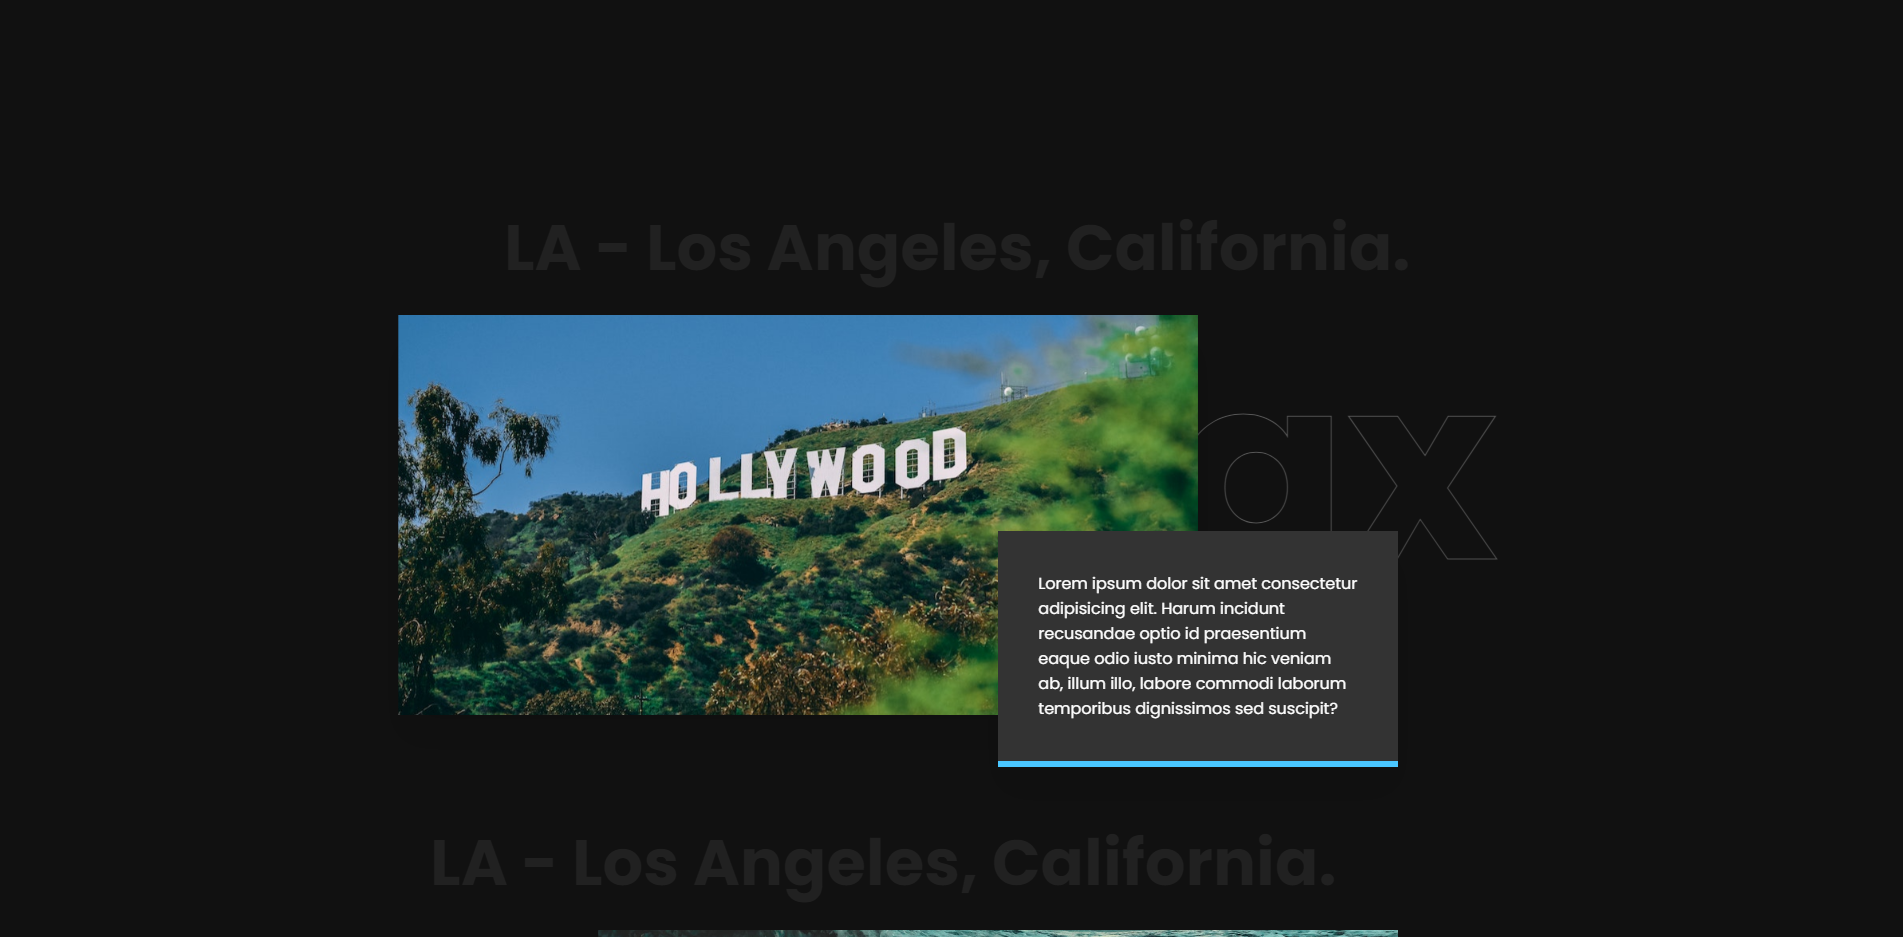 LA - Los Angeles, California.
HOLLYWOOD
ax
Lorem ipsum dolor sit amet consectetur
adipisicing elit. Harum incidunt
recusandae optio id praesentium
eaque odio iusto minima hic veniam
ab, illum illo, labore commodi laborum
temporibus dignissimos sed suscipit?
LA - Los Angeles, California.